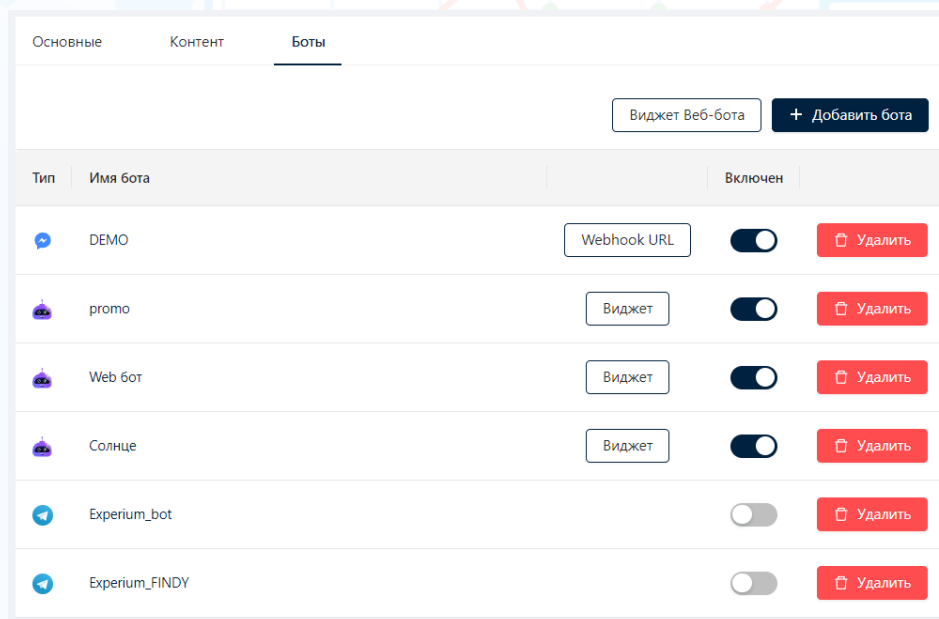 Основные Контент Боты
Виджет Веб-бота + Добавить бота
Тип Имя бота Включен
DEMO Webhook URL Удалить
promo Виджет Удалить
Web бот Виджет Удалить
Солнце Виджет Удалить
Experium_bot Удалить
Experium_FINDY Удалить